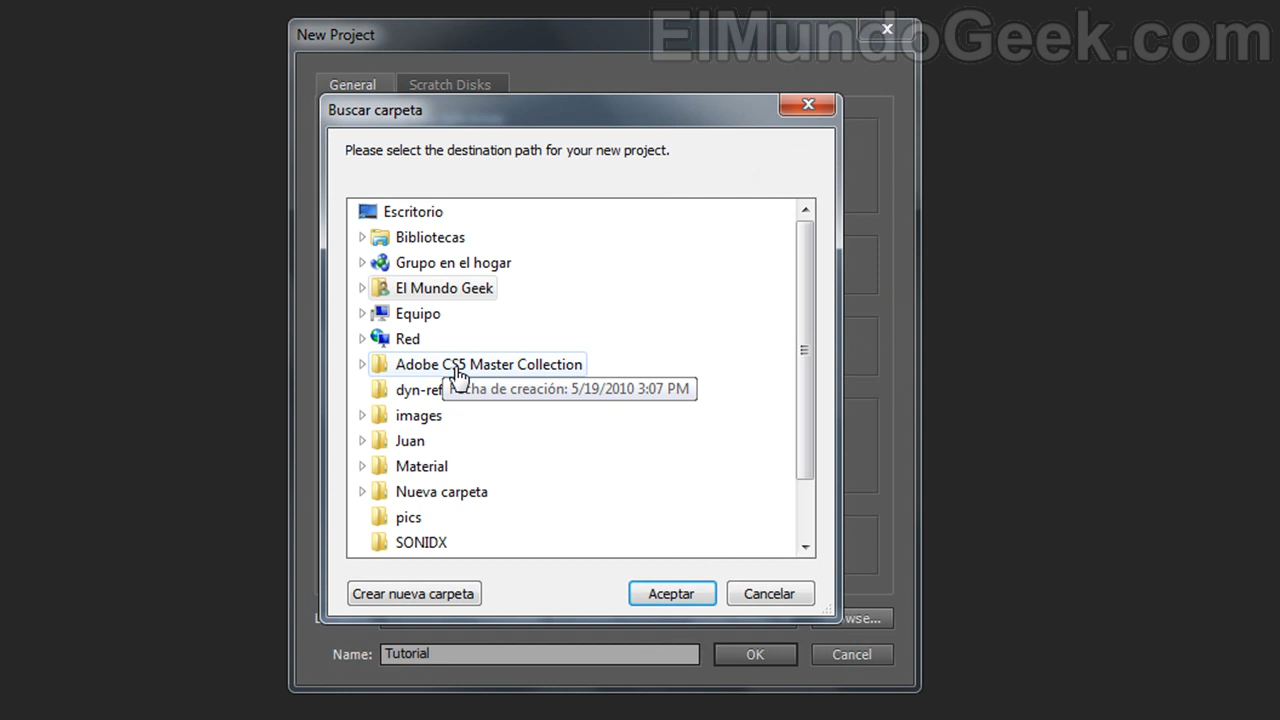 ElMundoGeek.com
New Project
General
Scratch Disks
Buscar carpeta
Please select the destination path for your new project.
Escritorio
Bibliotecas
Grupo en el hogar
El Mundo Geek
Equipo
Red
Adobe CS5 Master Collection
dyn-ref
Fecha de creación: 5/19/2010 3:07 PM
images
Juan
Material
Nueva carpeta
pics
SONIDX
Crear nueva carpeta
Aceptar
Cancelar
Name:
Tutorial
OK
Cancel